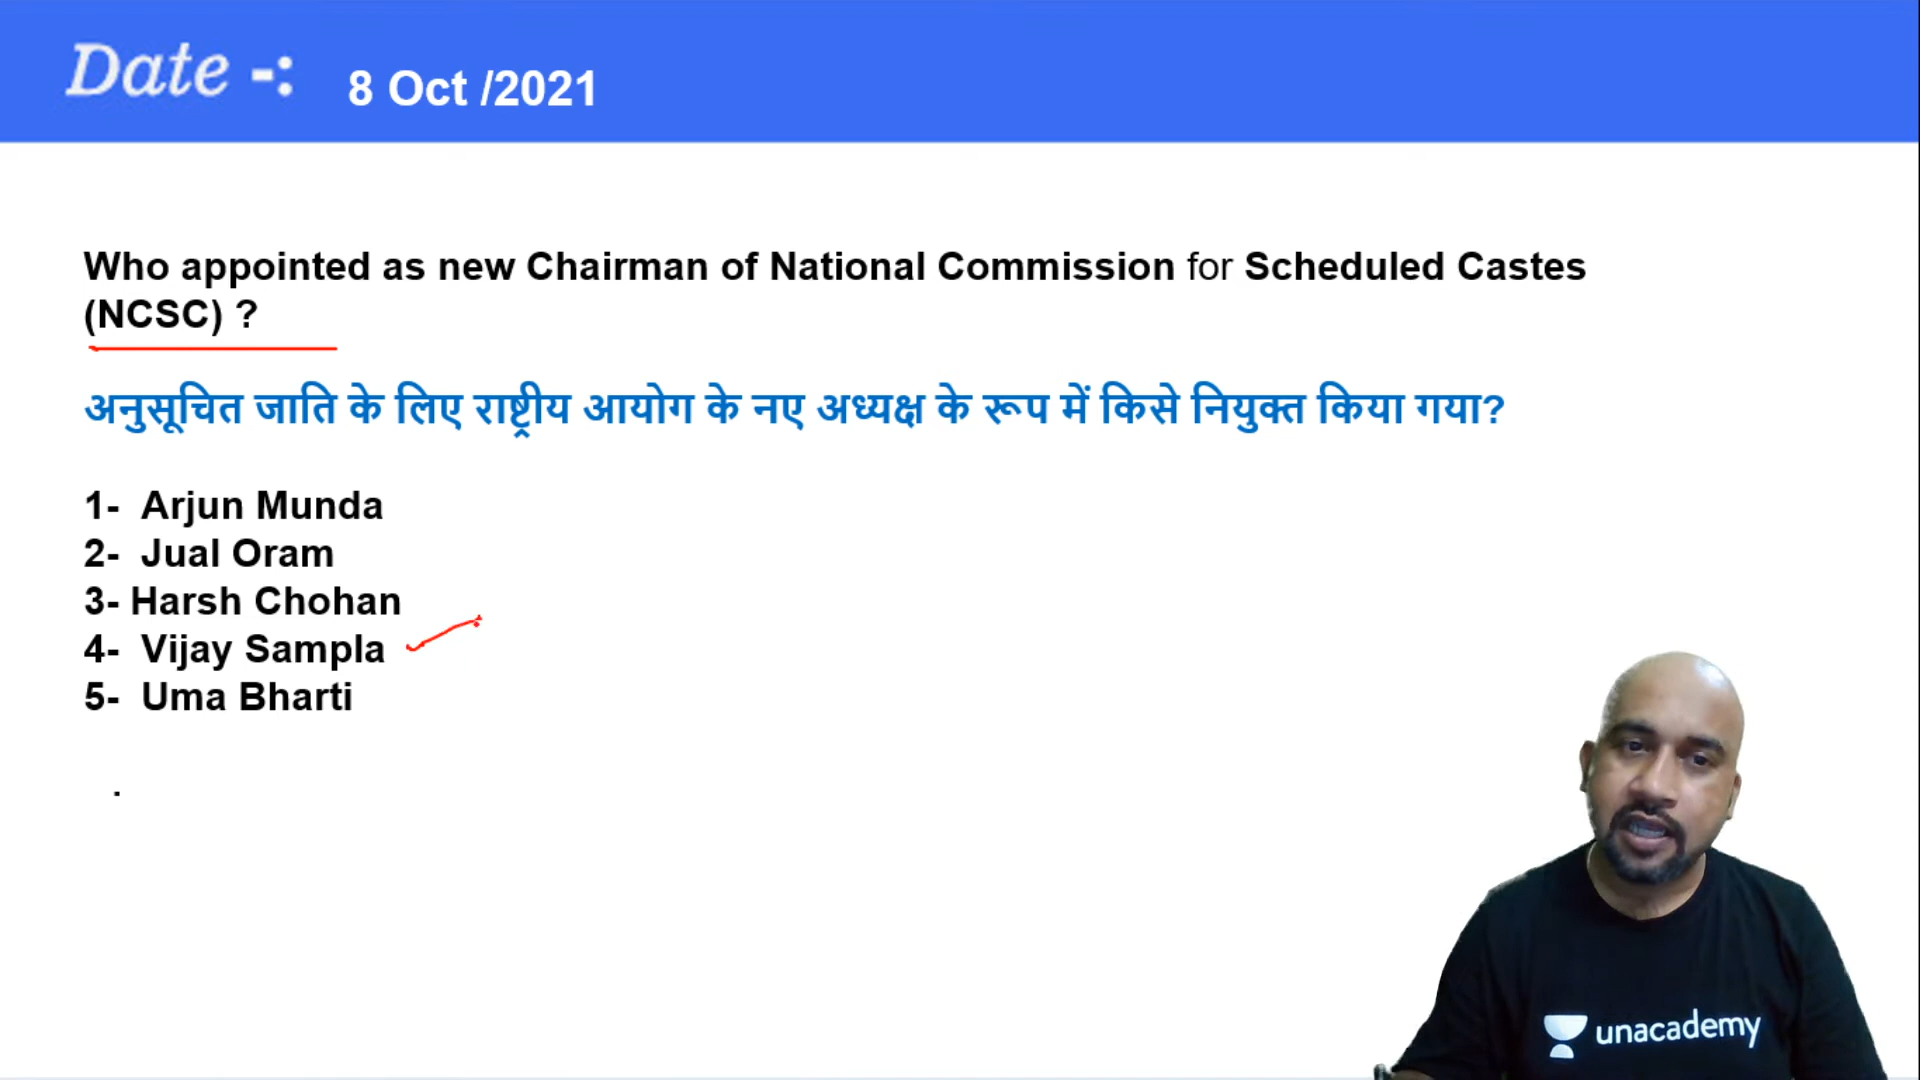 Date -: 8 Oct /2021
Who appointed as new Chairman of National Commission for Scheduled Castes
(NCSC) ?
अनुसूचित जाति के लिए राष्ट्रीय आयोग के नए अध्यक्ष के रूप में किसे नियुक्त किया गया?
1- Arjun Munda
2- Jual Oram
3- Harsh Chohan
4- Vijay Sampla
5- Uma Bharti
.
unacademy